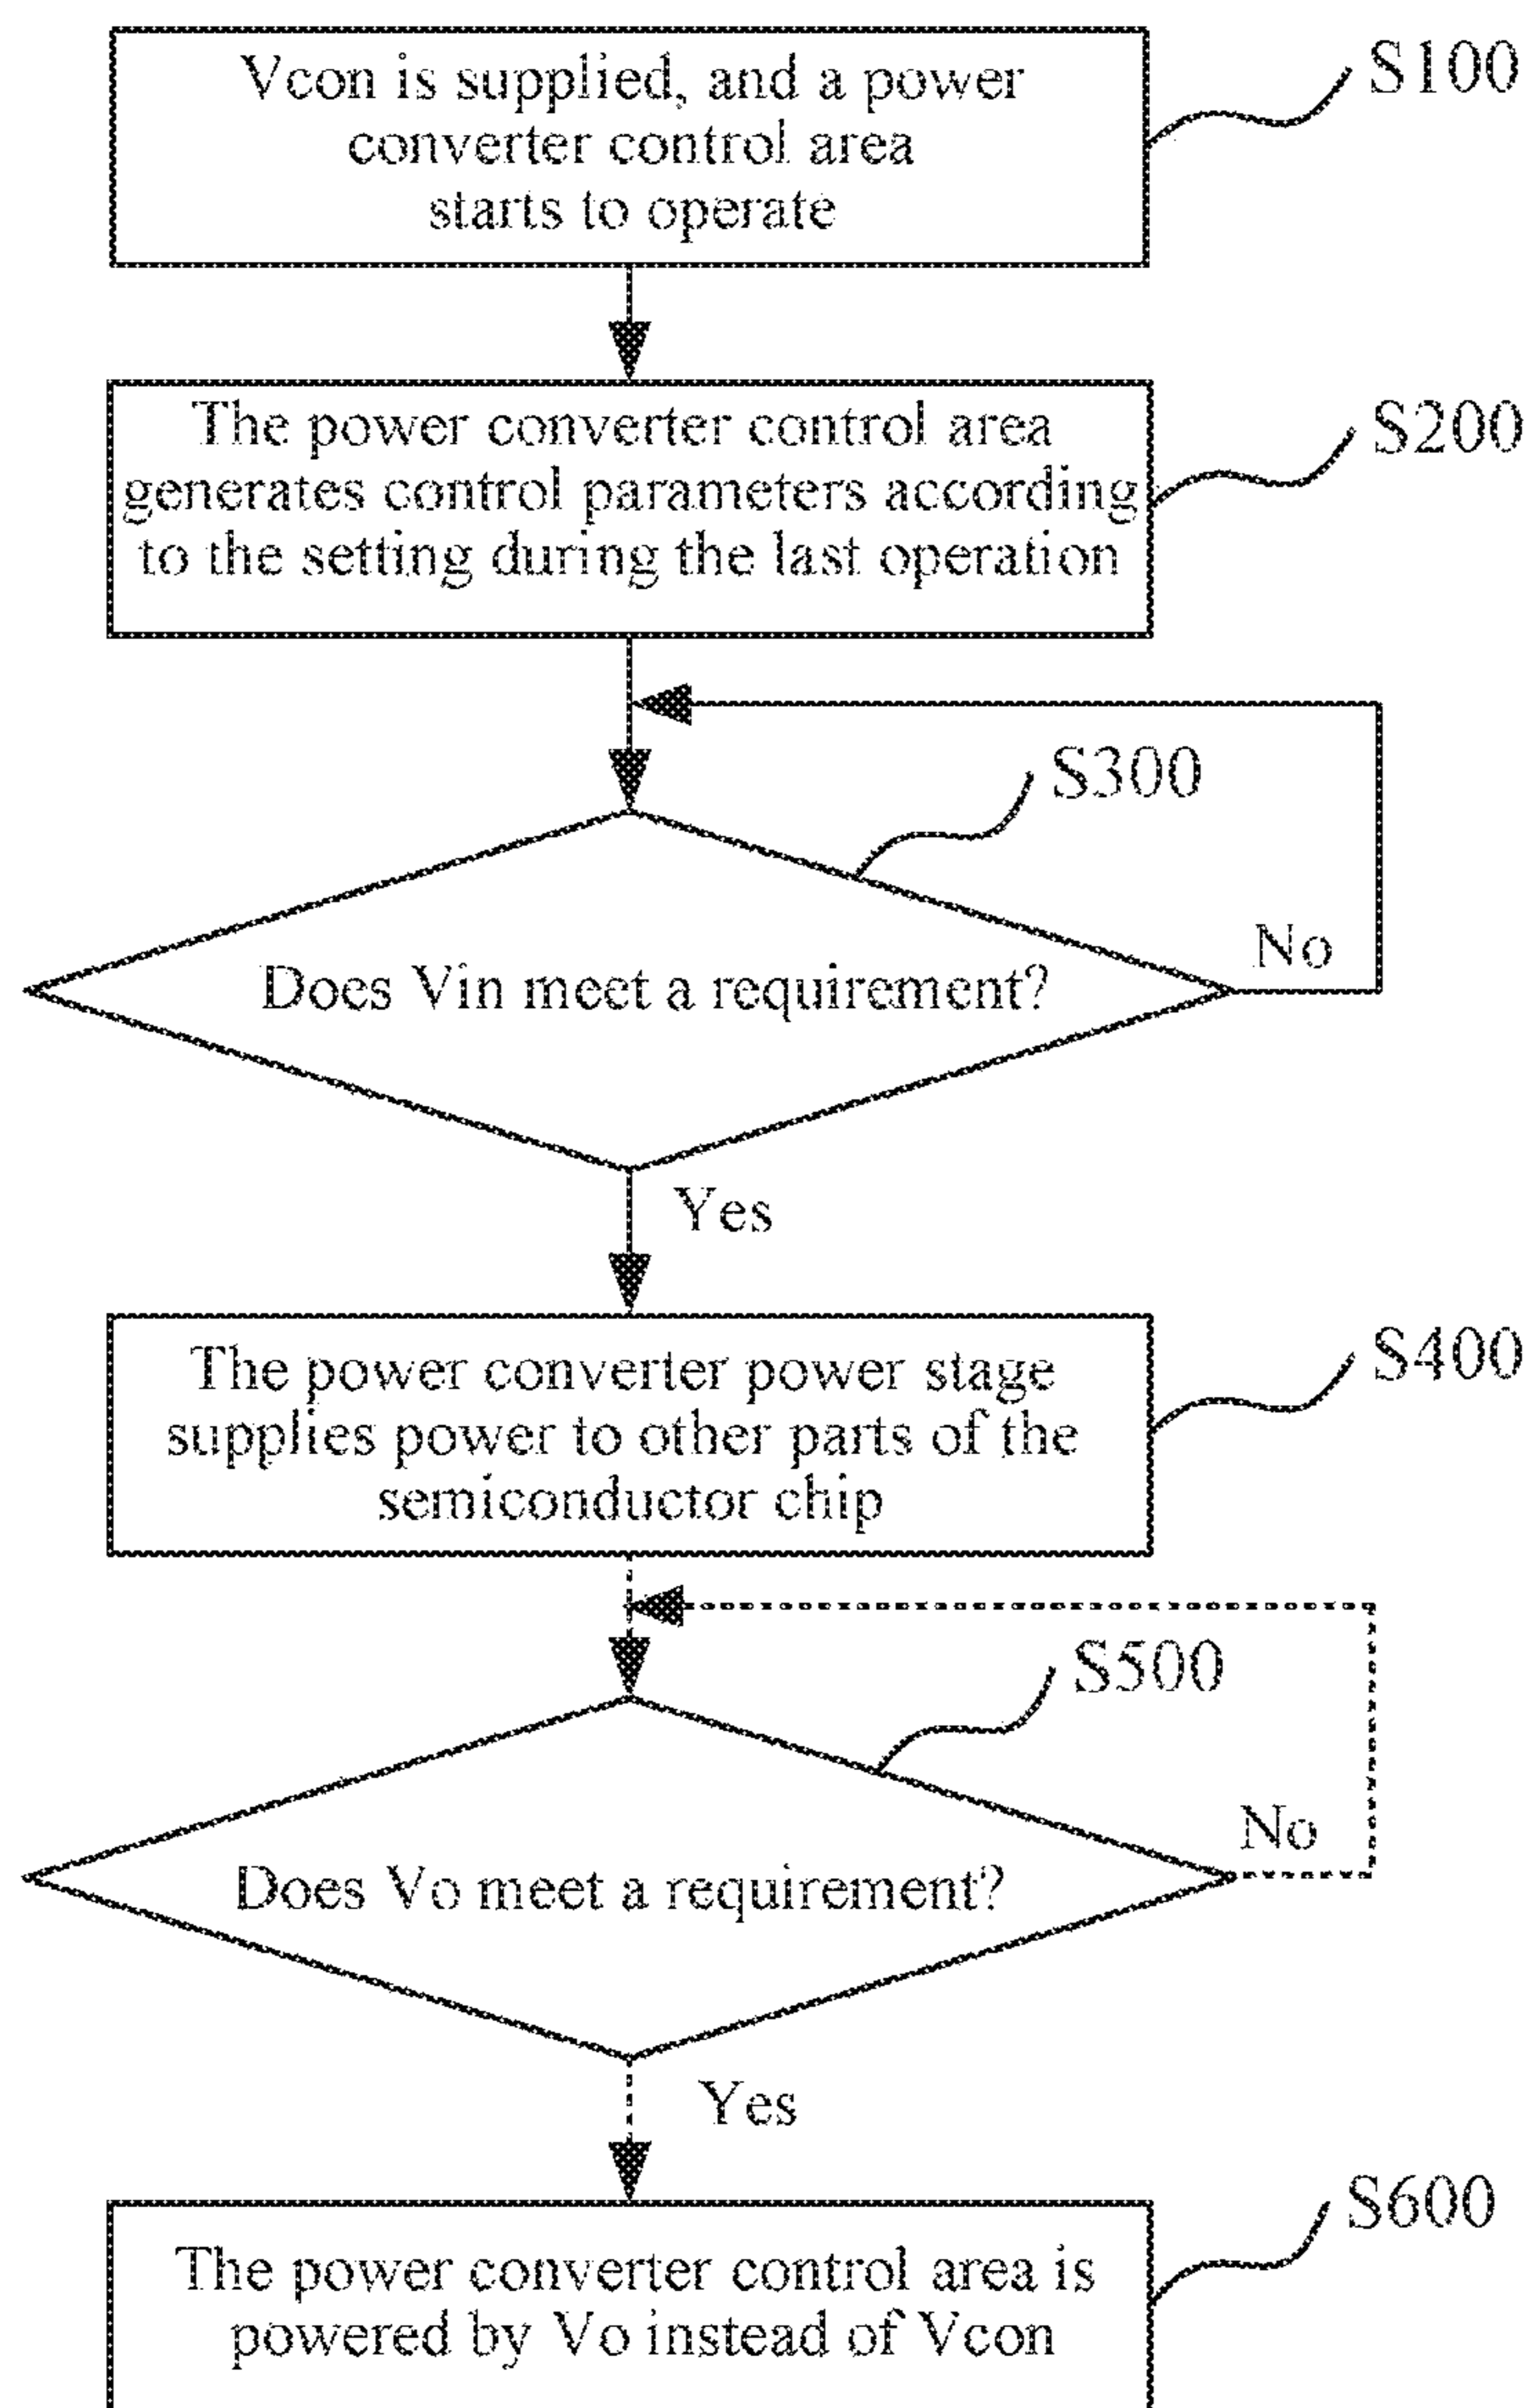 Vcon is supplied, and a power
converter control area
starts to operate
S100
The power converter control area
generates control parameters according
to the setting during the last operation
S200
S300
Does Vin meet a requirement?
No
Yes
The power converter power stage
supplies power to other parts of the
semiconductor chip
S400
S500
Does Vo meet a requirement?
No
Yes
The power converter control area is
powered by Vo instead of Vcon
S600